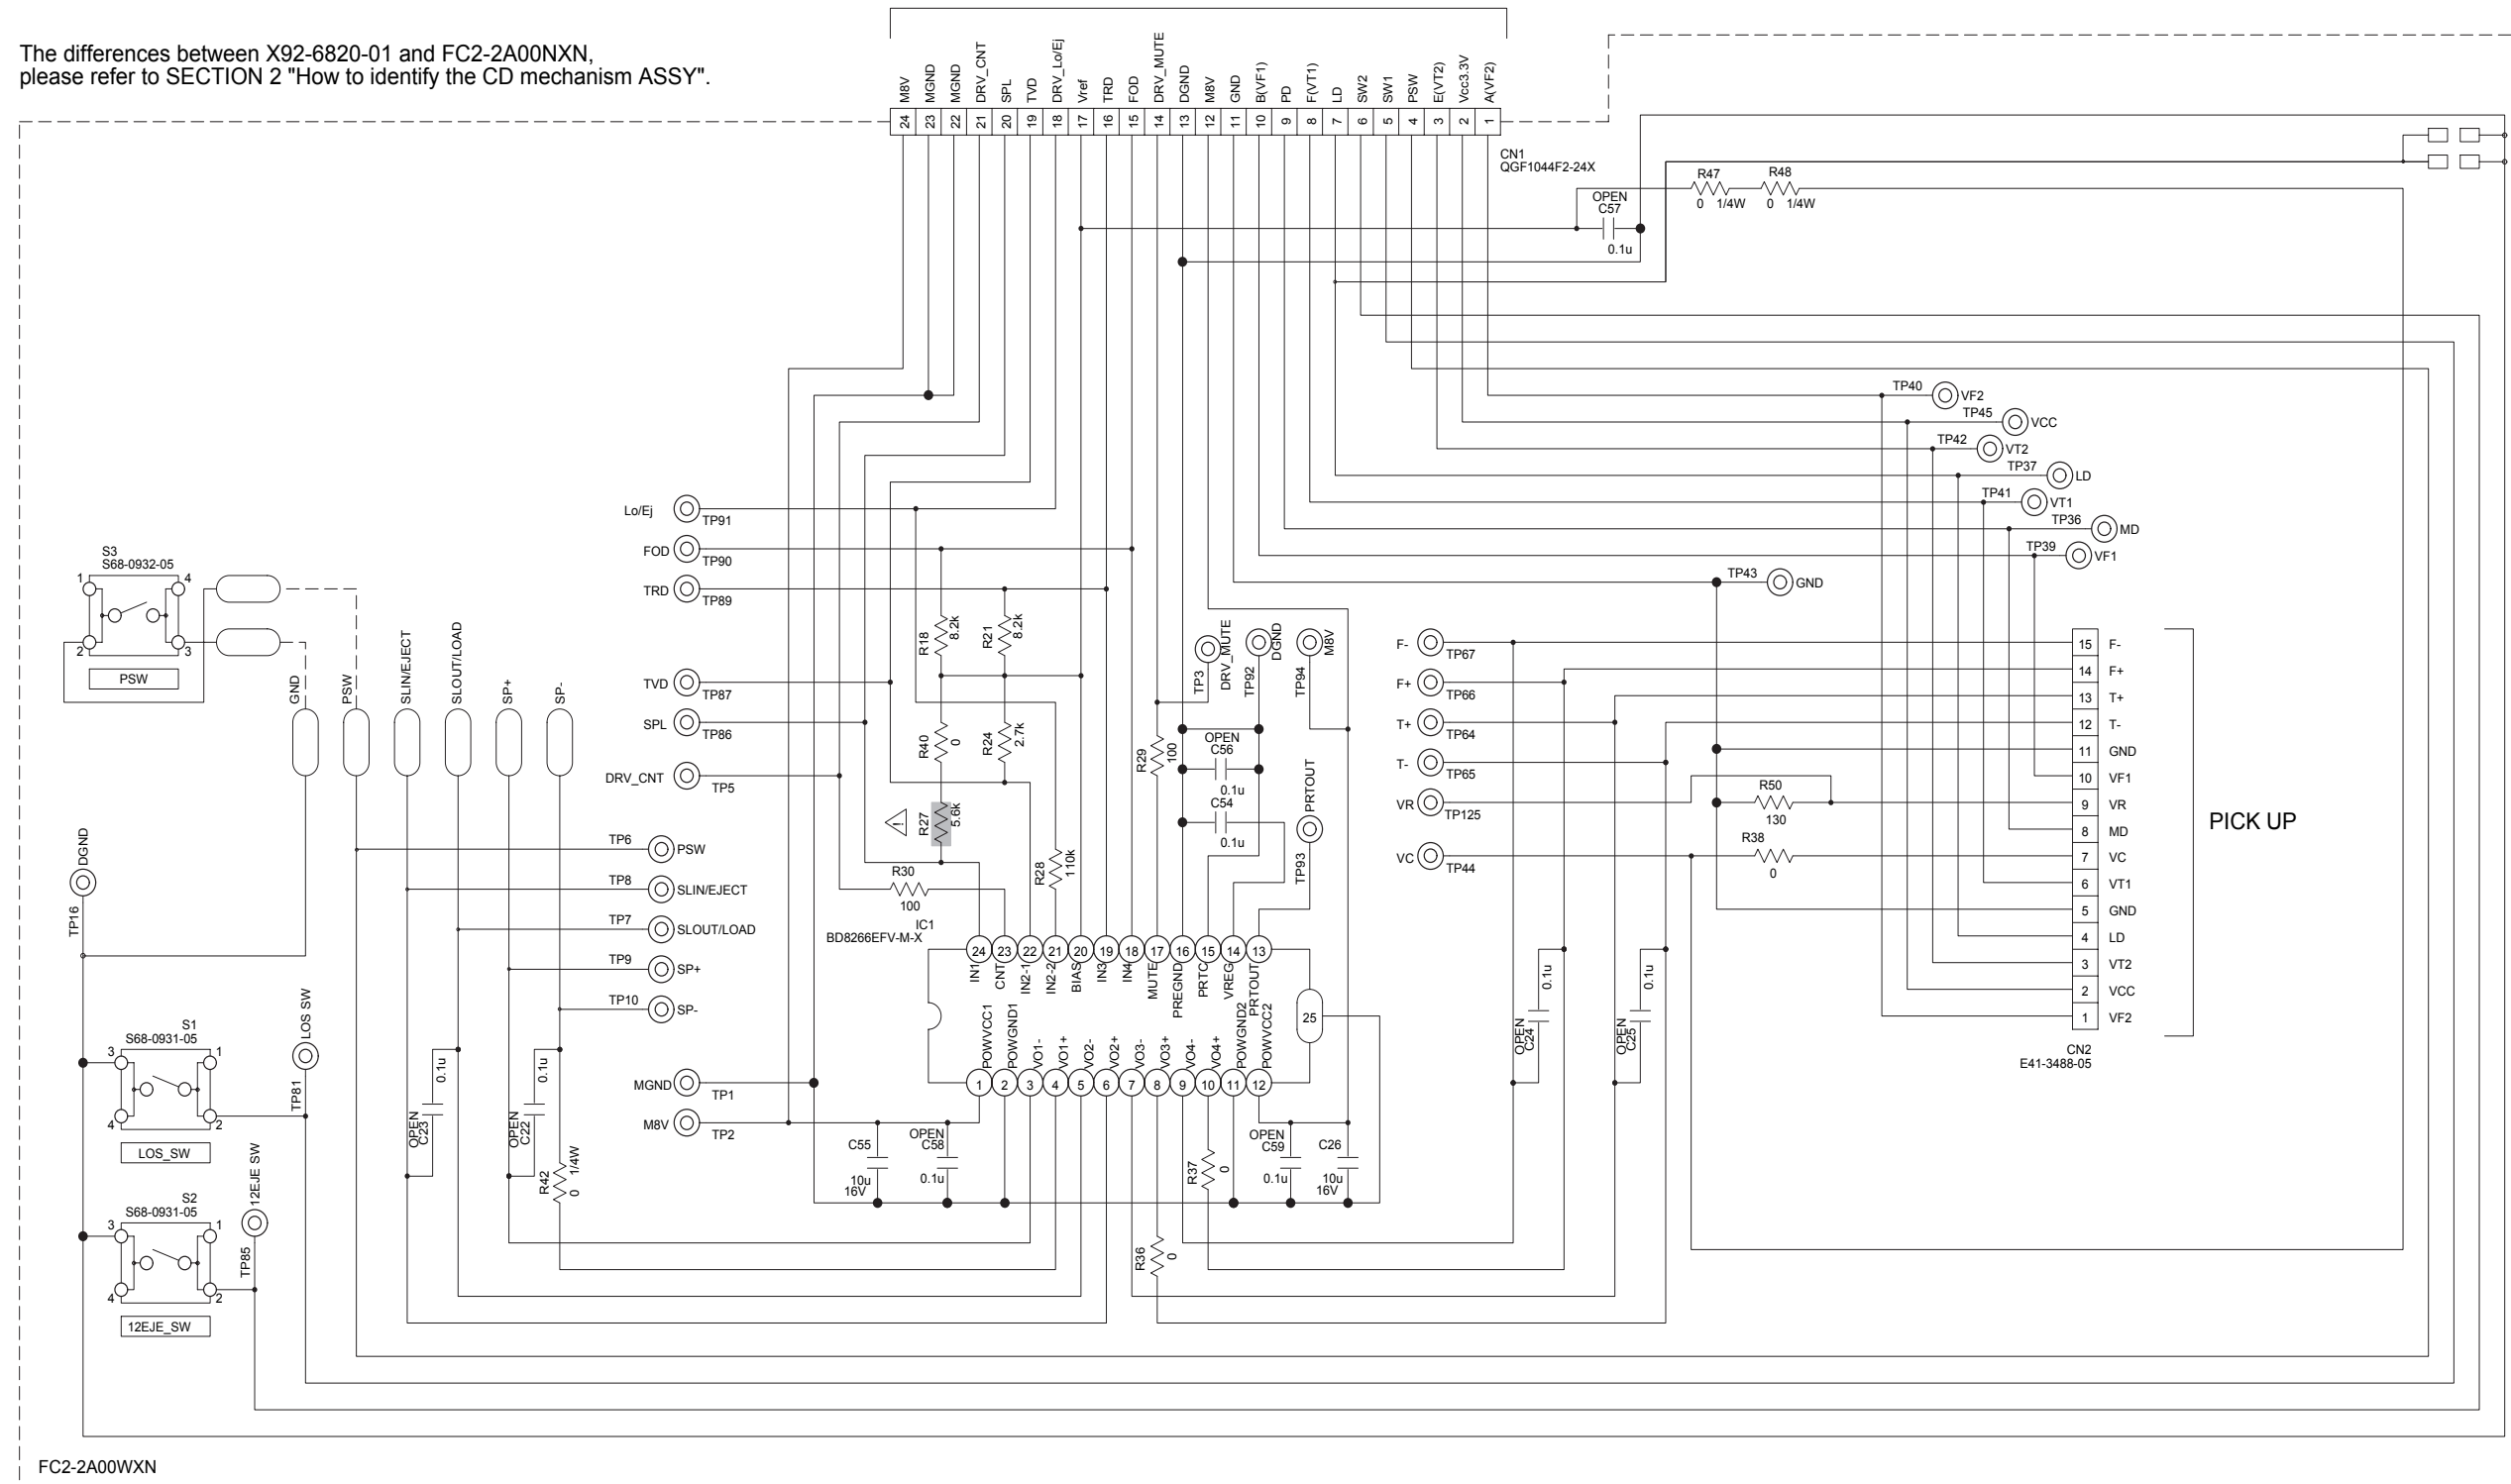 The differences between X92-6820-01 and FC2-2A00NXN,
please refer to SECTION 2 "How to identify the CD mechanism ASSY".
M8V
MGND
MGND
DRV_CNT
SPL
TVD
DRV_Lo/Ej
Vref
TRD
FOD
DRV_MUTE
DGND
M8V
GND
B(VF1)
PD
F(VT1)
LD
SW2
SW1
PSW
E(VT2)
Vcc3.3V
A(VF2)
24 23 22 21 20 19 18 17 16 15 14 13 12 11 10 9 8 7 6 5 4 3 2 1
CN1
QGF1044F2-24X
R47
0 1/4W
R48
0 1/4W
OPEN
C57
0.1u
TP40 VF2
TP45 VCC
TP42 VT2
TP37 LD
TP41 VT1
TP36 MD
TP39 VF1
TP43 GND
Lo/Ej TP91
FOD TP90
TRD TP89
TVD TP87
SPL TP86
DRV_CNT TP5
S3
S68-0932-05
1
4
2
3
PSW
GND
PSW
SLIN/EJECT
SLOUT/LOAD
SP+
SP-
R18
8.2k
R21
8.2k
R40
0
R24
2.7k
R27
5.6k
R28
110k
R30
100
R29
100
TP3
DRV_MUTE
TP92
DGND
TP94
M8V
OPEN
C56
0.1u
C54
0.1u
PRTOUT
TP93
F- TP67
F+ TP66
T+ TP64
T- TP65
VR TP125
VC TP44
R50
130
R38
0
15 F-
14 F+
13 T+
12 T-
11 GND
10 VF1
9 VR
8 MD
7 VC
6 VT1
5 GND
4 LD
3 VT2
2 VCC
1 VF2
PICK UP
CN2
E41-3488-05
DGND
TP16
TP6 PSW
TP8 SLIN/EJECT
TP7 SLOUT/LOAD
TP9 SP+
TP10 SP-
IC1
BD8266EFV-M-X
24 23 22 21 20 19 18 17 16 15 14 13
IN1
CNT
IN2-1
IN2-2
BIAS
IN3
IN4
MUTE
PREGND
PRTC
VREG
PRTOUT
25
POWVCC1
POWGND1
VO1-
VO1+
VO2-
VO2+
VO3-
VO3+
VO4-
VO4+
POWGND2
POWVCC2
1 2 3 4 5 6 7 8 9 10 11 12
MGND TP1
M8V TP2
S1
S68-0931-05
3
1
4
2
LOS_SW
LOS SW
TP81
S2
S68-0931-05
3
1
4
2
12EJE_SW
12EJE SW
TP85
OPEN
C23
0.1u
OPEN
C22
0.1u
R42
0 1/4W
C55
10u
16V
OPEN
C58
0.1u
OPEN
C59
0.1u
C26
10u
16V
R37
0
R36
0
OPEN
C24
0.1u
OPEN
C25
0.1u
FC2-2A00WXN